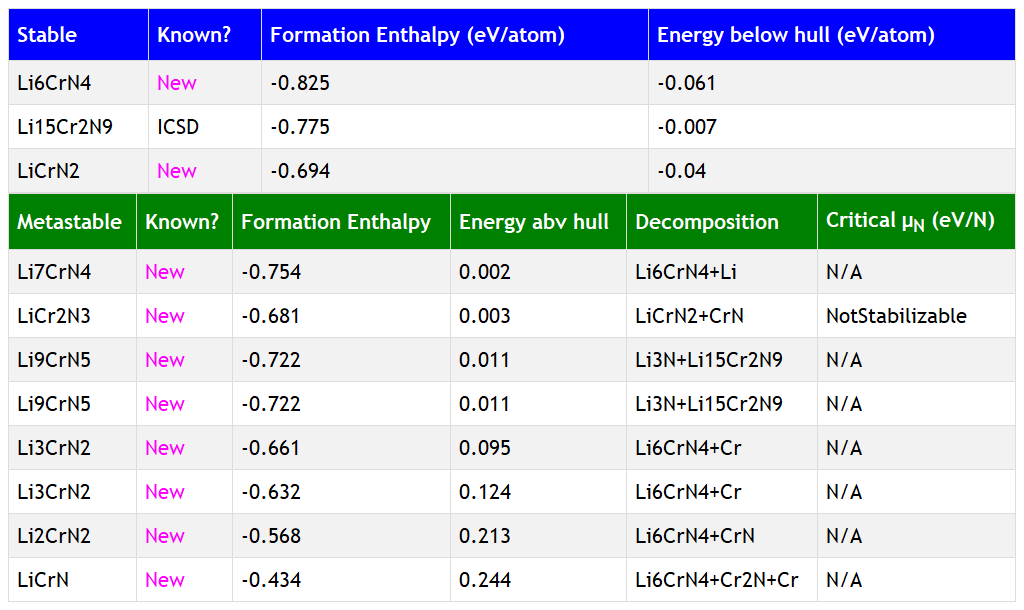 Stable Known? Formation Enthalpy (eV/atom) Energy below hull (eV/atom)
Li6CrN4 New -0.825 -0.061
Li15Cr2N9 ICSD -0.775 -0.007
LiCrN2 New -0.694 -0.04
Metastable Known? Formation Enthalpy Energy abv hull Decomposition Critical μN (eV/N)
Li7CrN4 New -0.754 0.002 Li6CrN4+Li N/A
LiCr2N3 New -0.681 0.003 LiCrN2+CrN NotStabilizable
Li9CrN5 New -0.722 0.011 Li3N+Li15Cr2N9 N/A
Li9CrN5 New -0.722 0.011 Li3N+Li15Cr2N9 N/A
Li3CrN2 New -0.661 0.095 Li6CrN4+Cr N/A
Li3CrN2 New -0.632 0.124 Li6CrN4+Cr N/A
Li2CrN2 New -0.568 0.213 Li6CrN4+CrN N/A
LiCrN New -0.434 0.244 Li6CrN4+Cr2N+Cr N/A